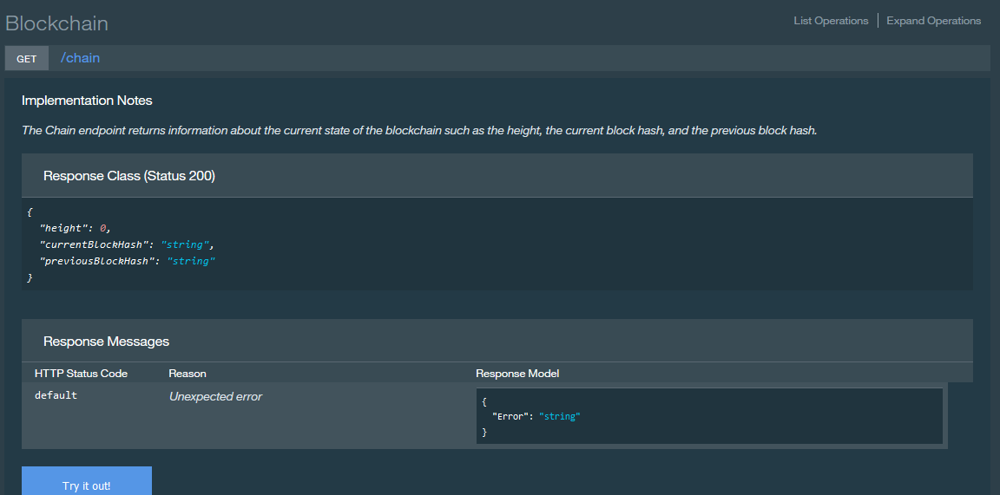 Blockchain
List Operations
Expand Operations
GET /chain
Implementation Notes
The Chain endpoint returns information about the current state of the blockchain such as the height, the current block hash, and the previous block hash.
Response Class (Status 200)
{
"height": 0,
"currentBlockHash": "string",
"previousBlockHash": "string"
}
Response Messages
HTTP Status Code Reason Response Model
default Unexpected error
{
"Error": "string"
}
Try it out!